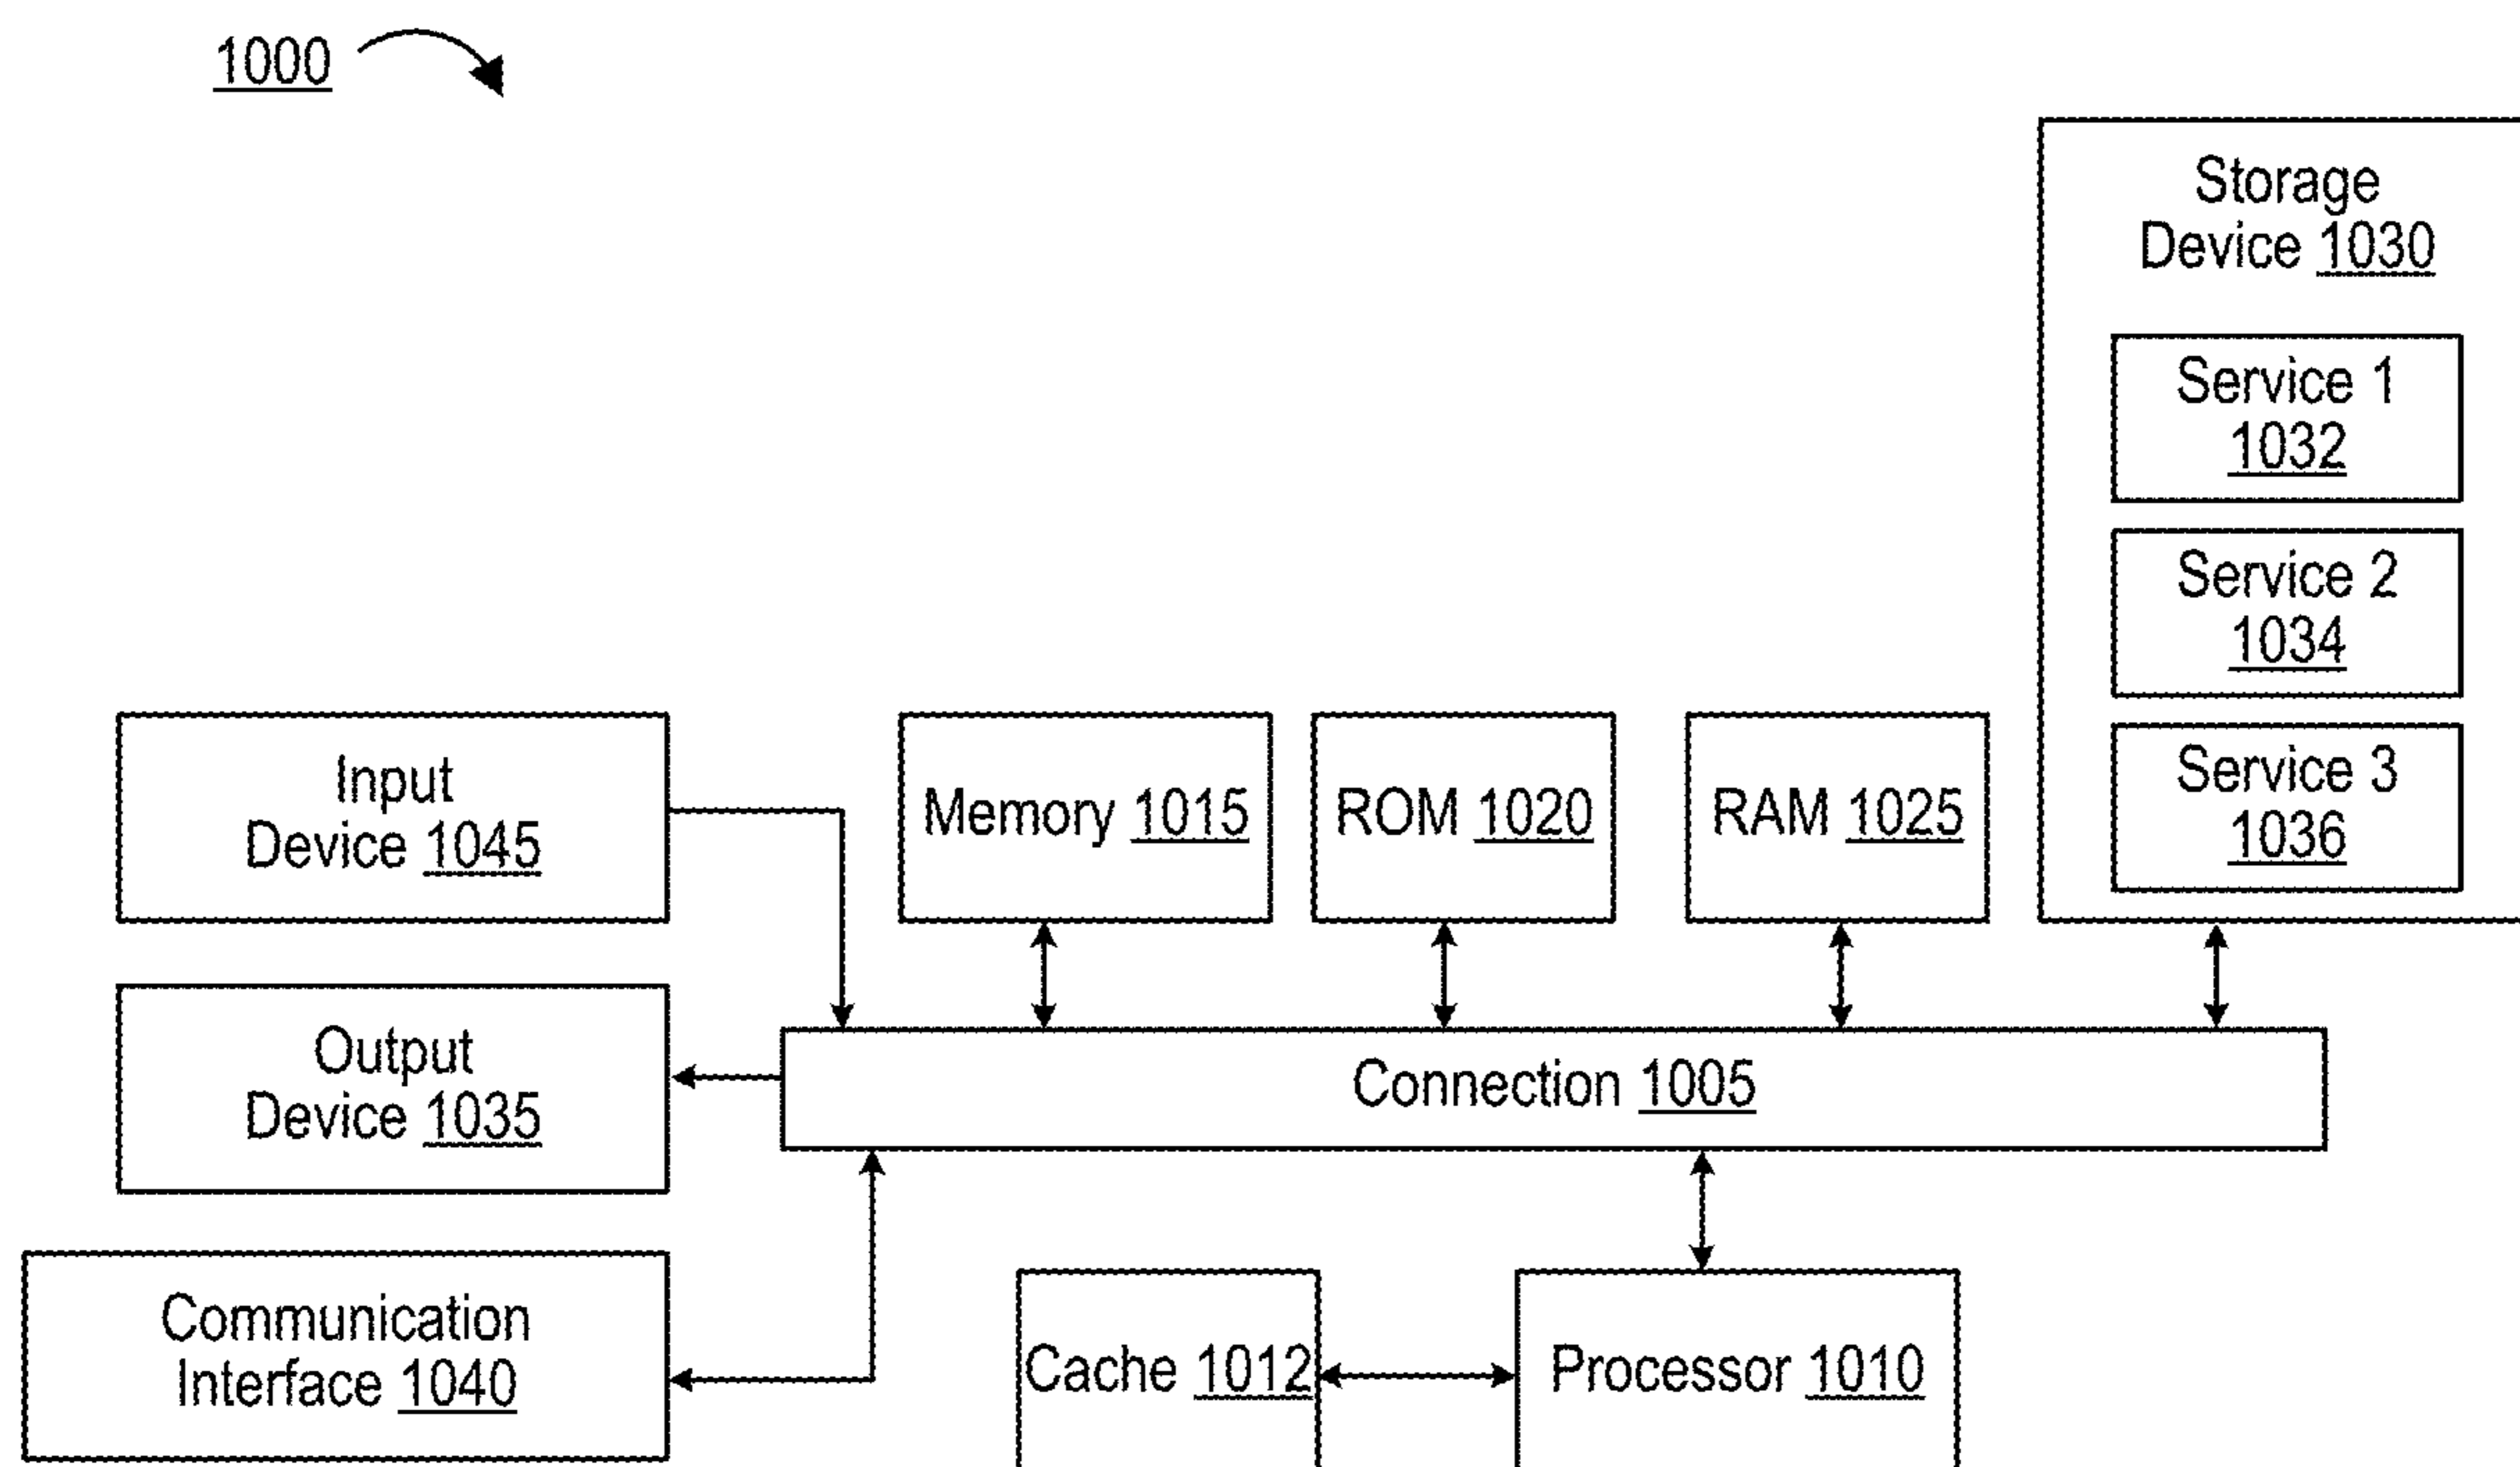 1000
Storage
Device 1030
Service 1
1032
Service 2
1034
Service 3
1036
Input
Device 1045
Memory 1015
ROM 1020
RAM 1025
Output
Device 1035
Connection 1005
Communication
Interface 1040
Cache 1012
Processor 1010